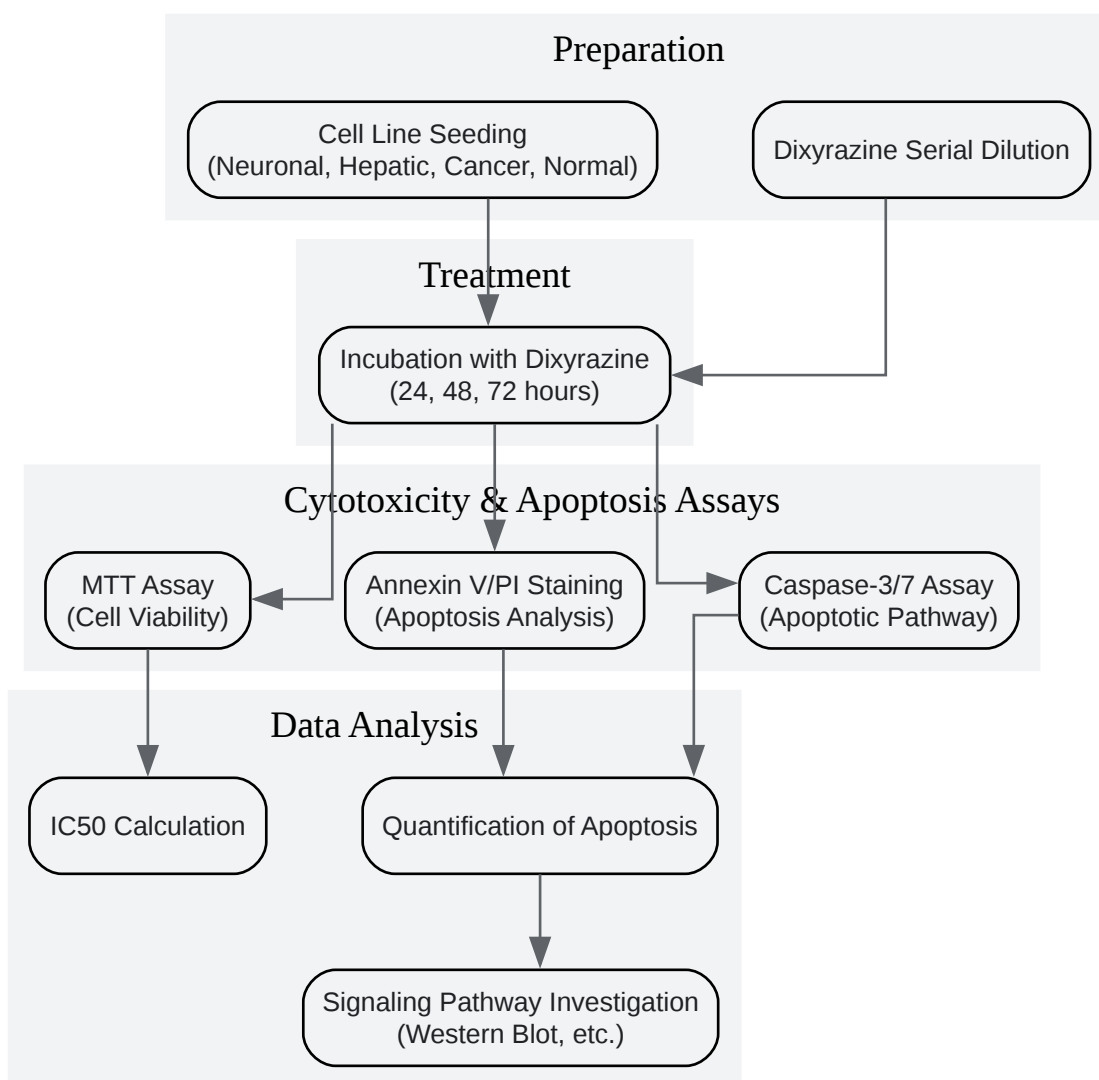 Preparation
Cell Line Seeding
(Neuronal, Hepatic, Cancer, Normal)
Dixyrazine Serial Dilution
Treatment
Incubation with Dixyrazine
(24, 48, 72 hours)
Cytotoxicity & Apoptosis Assays
MTT Assay
(Cell Viability)
Annexin V/PI Staining
(Apoptosis Analysis)
Caspase-3/7 Assay
(Apoptotic Pathway)
Data Analysis
IC50 Calculation
Quantification of Apoptosis
Signaling Pathway Investigation
(Western Blot, etc.)